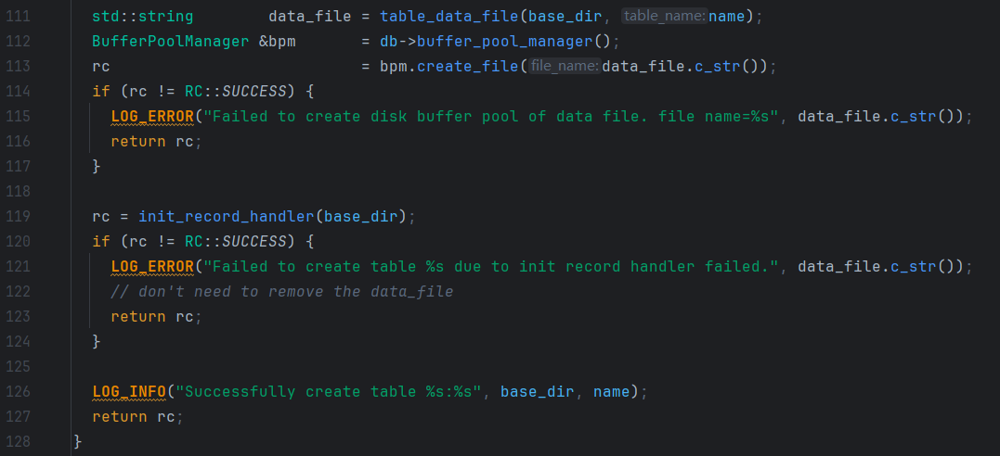 111 std::string        data_file = table_data_file(base_dir, table_name: name);
112 BufferPoolManager &bpm       = db->buffer_pool_manager();
113 rc                           = bpm.create_file(file_name: data_file.c_str());
114 if (rc != RC::SUCCESS) {
115   LOG_ERROR("Failed to create disk buffer pool of data file. file name=%s", data_file.c_str());
116   return rc;
117 }
118
119 rc = init_record_handler(base_dir);
120 if (rc != RC::SUCCESS) {
121   LOG_ERROR("Failed to create table %s due to init record handler failed.", data_file.c_str());
122   // don't need to remove the data_file
123   return rc;
124 }
125
126 LOG_INFO("Successfully create table %s:%s", base_dir, name);
127 return rc;
128 }